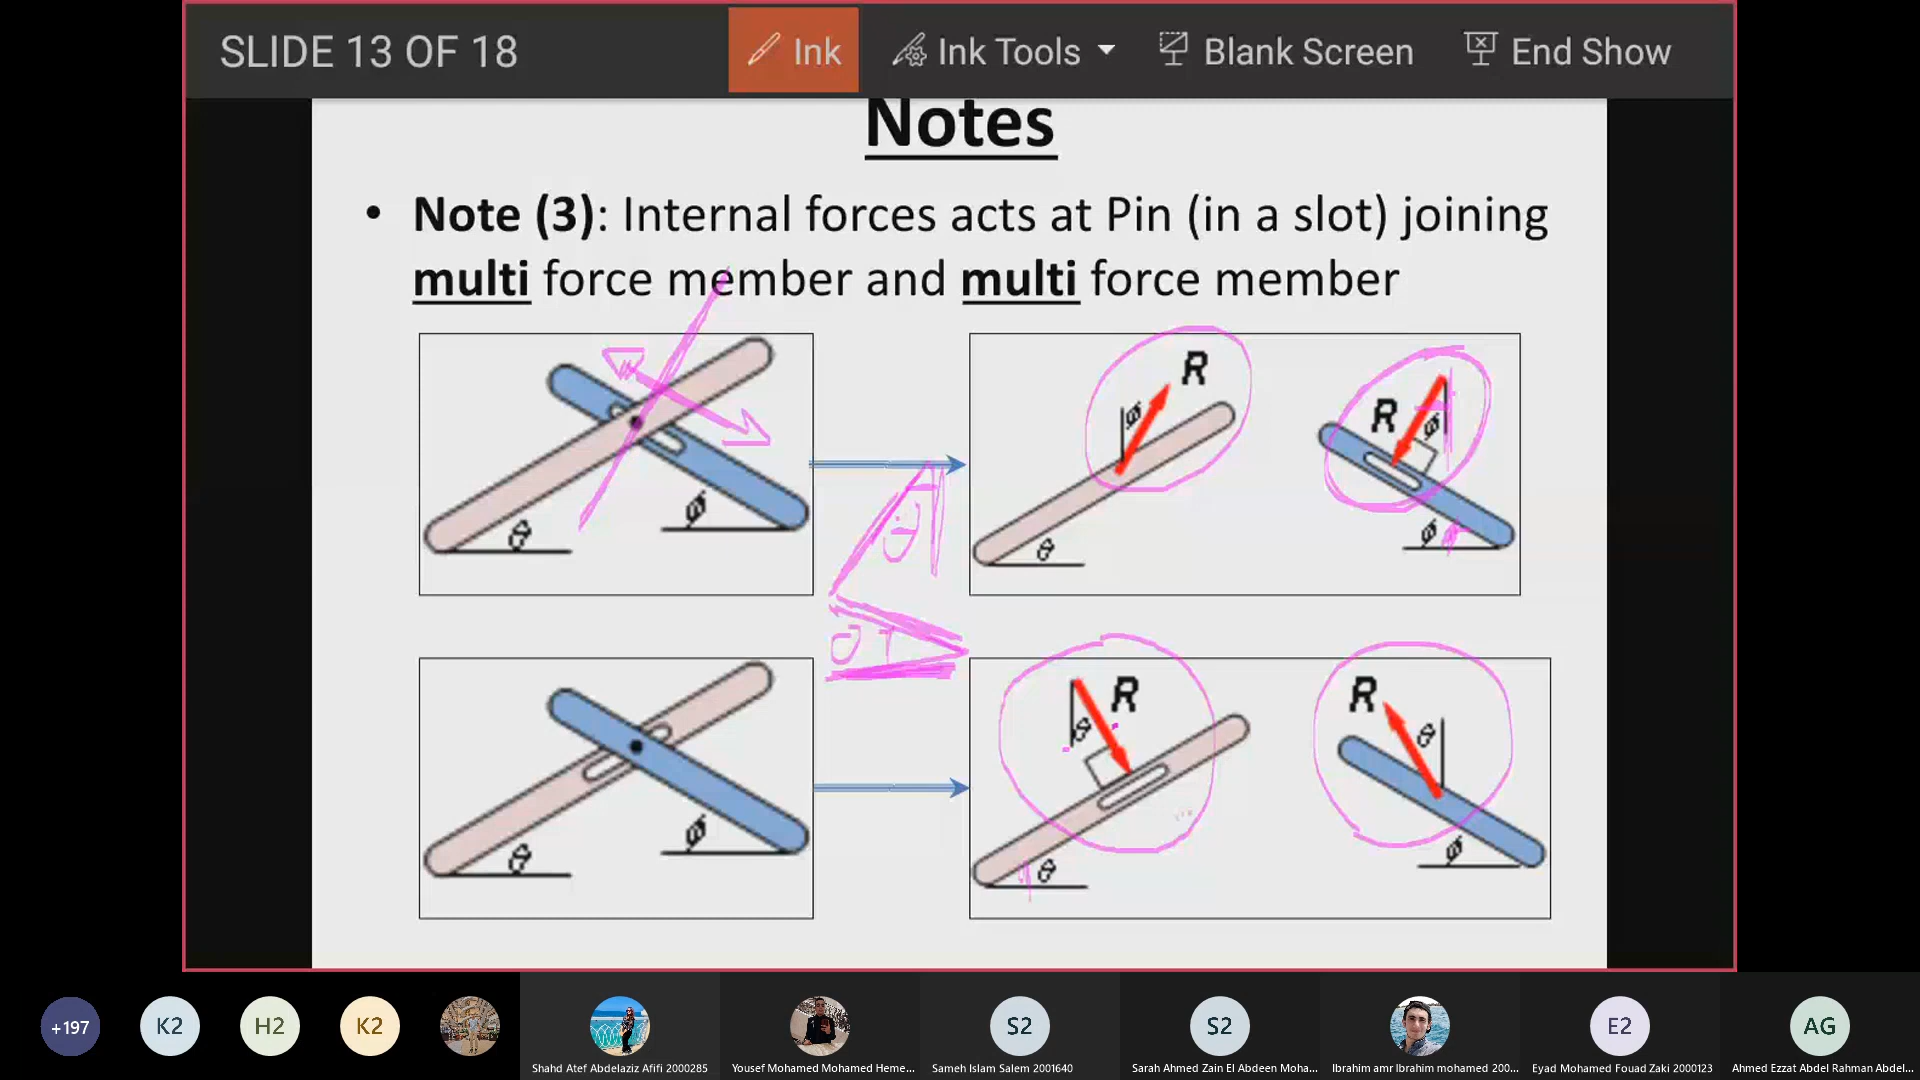 SLIDE 13 OF 18
Ink
Ink Tools
Blank Screen
End Show
Notes
• Note (3): Internal forces acts at Pin (in a slot) joining
multi force member and multi force member
θ
Φ
R
Φ
θ
R
Φ
Φ
θ
Φ
R
θ
θ
R
θ
Φ
+197
K2
H2
K2
S2
S2
E2
AG
Shahd Atef Abdelaziz Afifi 2000285
Yousef Mohamed Mohamed Heme...
Sameh Islam Salem 2001640
Sarah Ahmed Zain El Abdeen Moha...
Ibrahim amr Ibrahim mohamed 200...
Eyad Mohamed Fouad Zaki 2000123
Ahmed Ezzat Abdel Rahman Abdel...